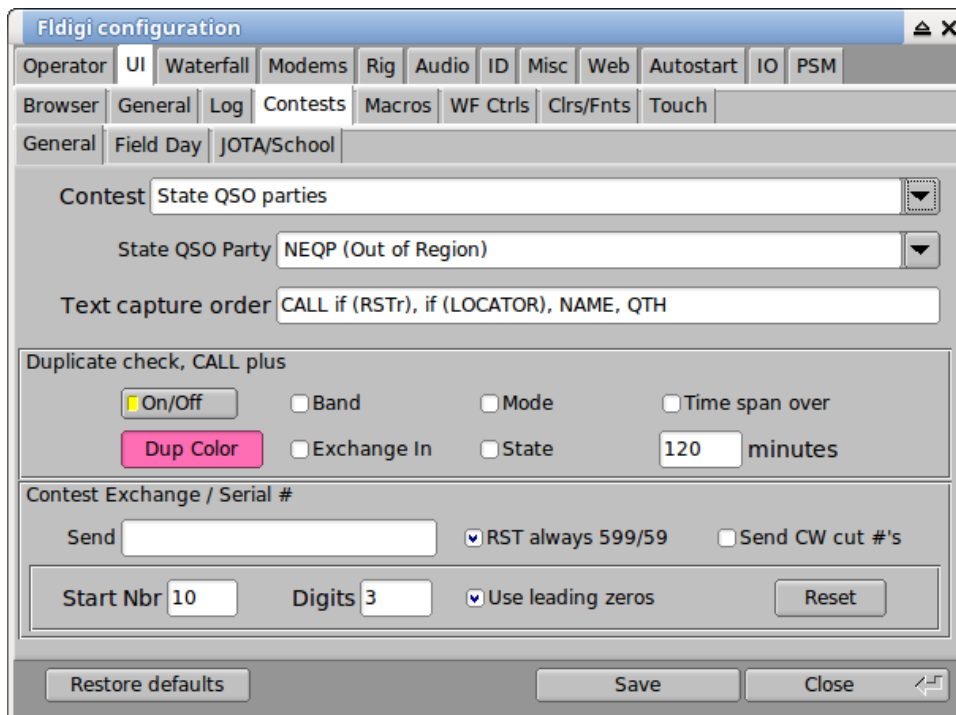 Fldigi configuration
Operator UI Waterfall Modems Rig Audio ID Misc Web Autostart IO PSM
Browser General Log Contests Macros WF Ctrls Clrs/Fnts Touch
General Field Day JOTA/School
Contest State QSO parties
State QSO Party NEQP (Out of Region)
Text capture order CALL if (RSTr), if (LOCATOR), NAME, QTH
Duplicate check, CALL plus
On/Off Band Mode Time span over
Dup Color Exchange In State 120 minutes
Contest Exchange / Serial #
Send RST always 599/59 Send CW cut #'s
Start Nbr 10 Digits 3 Use leading zeros Reset
Restore defaults Save Close